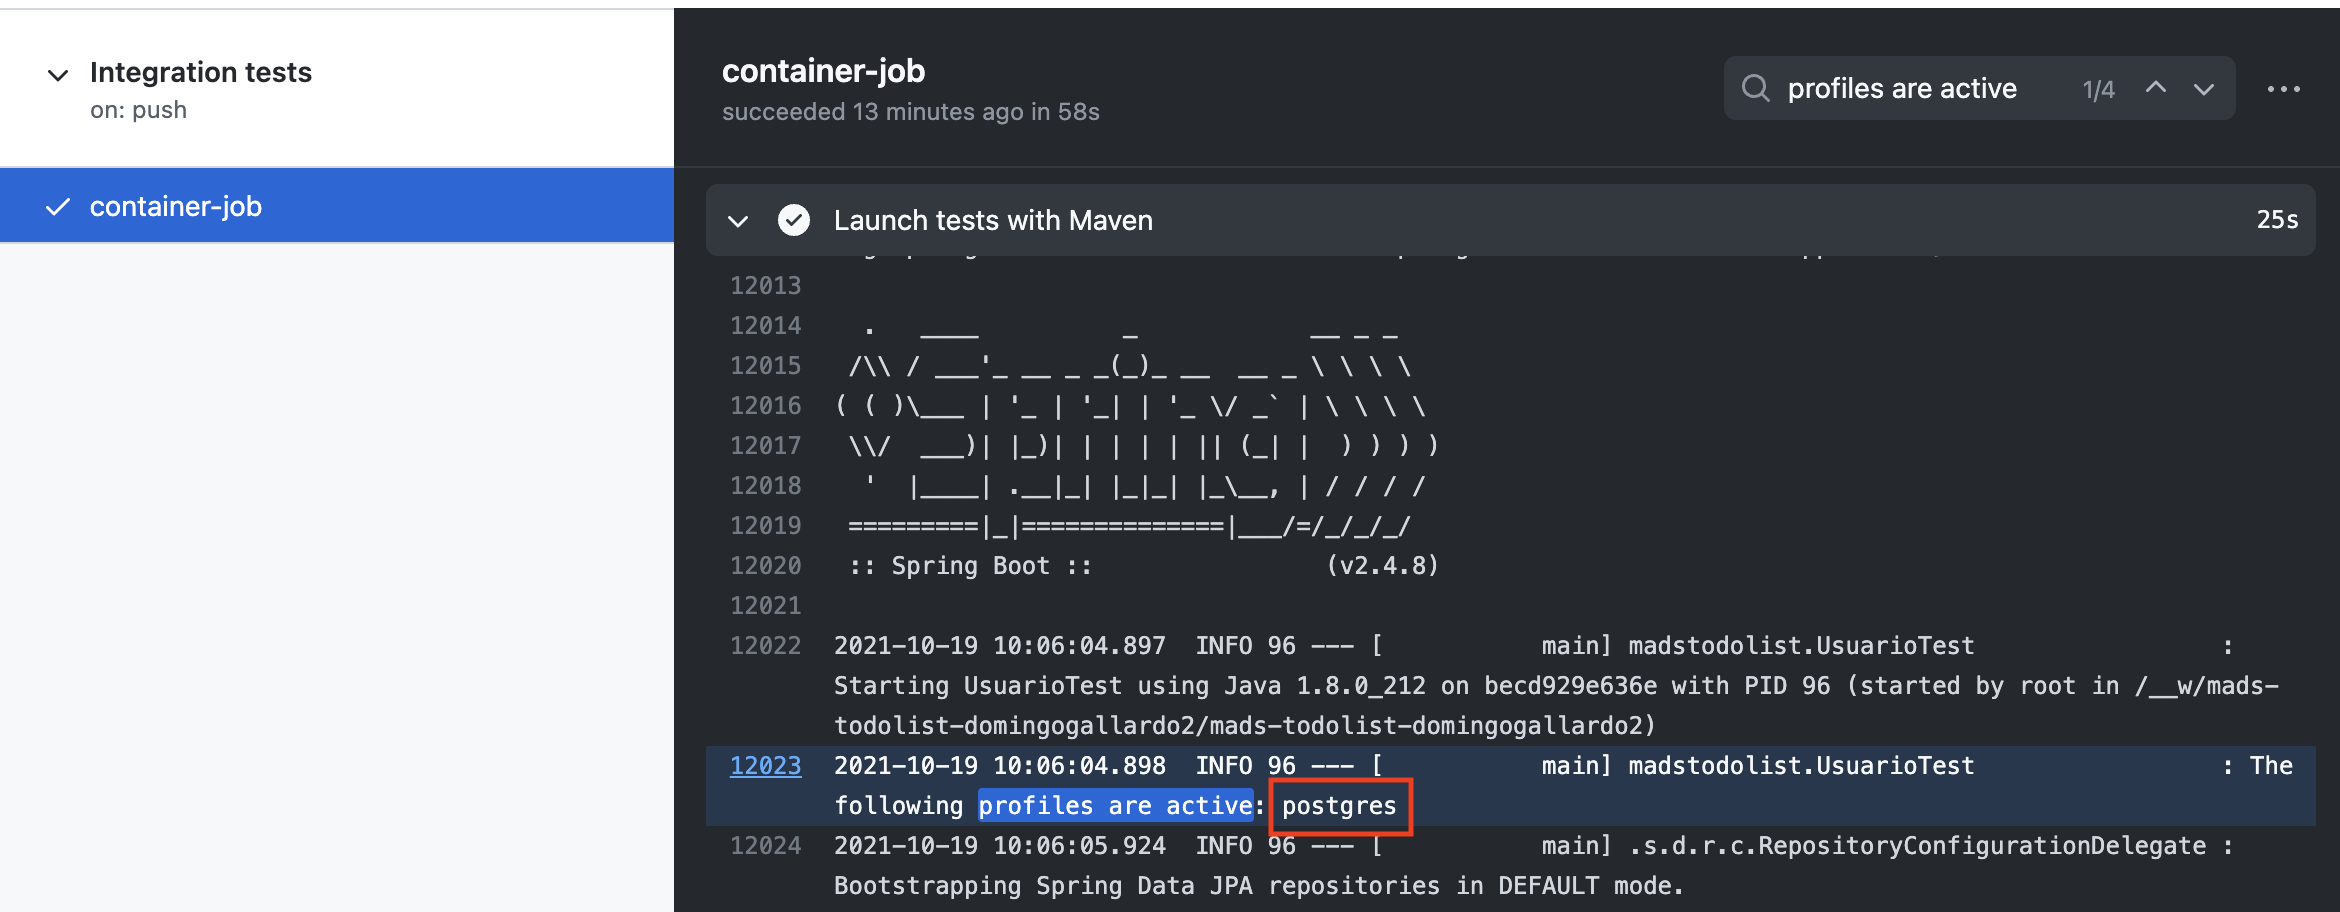 Integration tests
on: push
container-job
container-job
succeeded 13 minutes ago in 58s
profiles are active 1/4
Launch tests with Maven 25s
12013
12014   .   ____          _            __ _ _
12015  /\\ / ___'_ __ _ _(_)_ __  __ _ \ \ \ \
12016 ( ( )\___ | '_ | '_| | '_ \/ _` | \ \ \ \
12017  \\/  ___)| |_)| | | | | || (_| |  ) ) ) )
12018   '  |____| .__|_| |_|_| |_\__, | / / / /
12019  =========|_|==============|___/=/_/_/_/
12020  :: Spring Boot ::                (v2.4.8)
12021
12022 2021-10-19 10:06:04.897  INFO 96 --- [           main] madstodolist.UsuarioTest                 :
Starting UsuarioTest using Java 1.8.0_212 on becd929e636e with PID 96 (started by root in /__w/mads-
todolist-domingogallardo2/mads-todolist-domingogallardo2)
12023 2021-10-19 10:06:04.898  INFO 96 --- [           main] madstodolist.UsuarioTest                 : The
following profiles are active: postgres
12024 2021-10-19 10:06:05.924  INFO 96 --- [           main] .s.d.r.c.RepositoryConfigurationDelegate :
Bootstrapping Spring Data JPA repositories in DEFAULT mode.